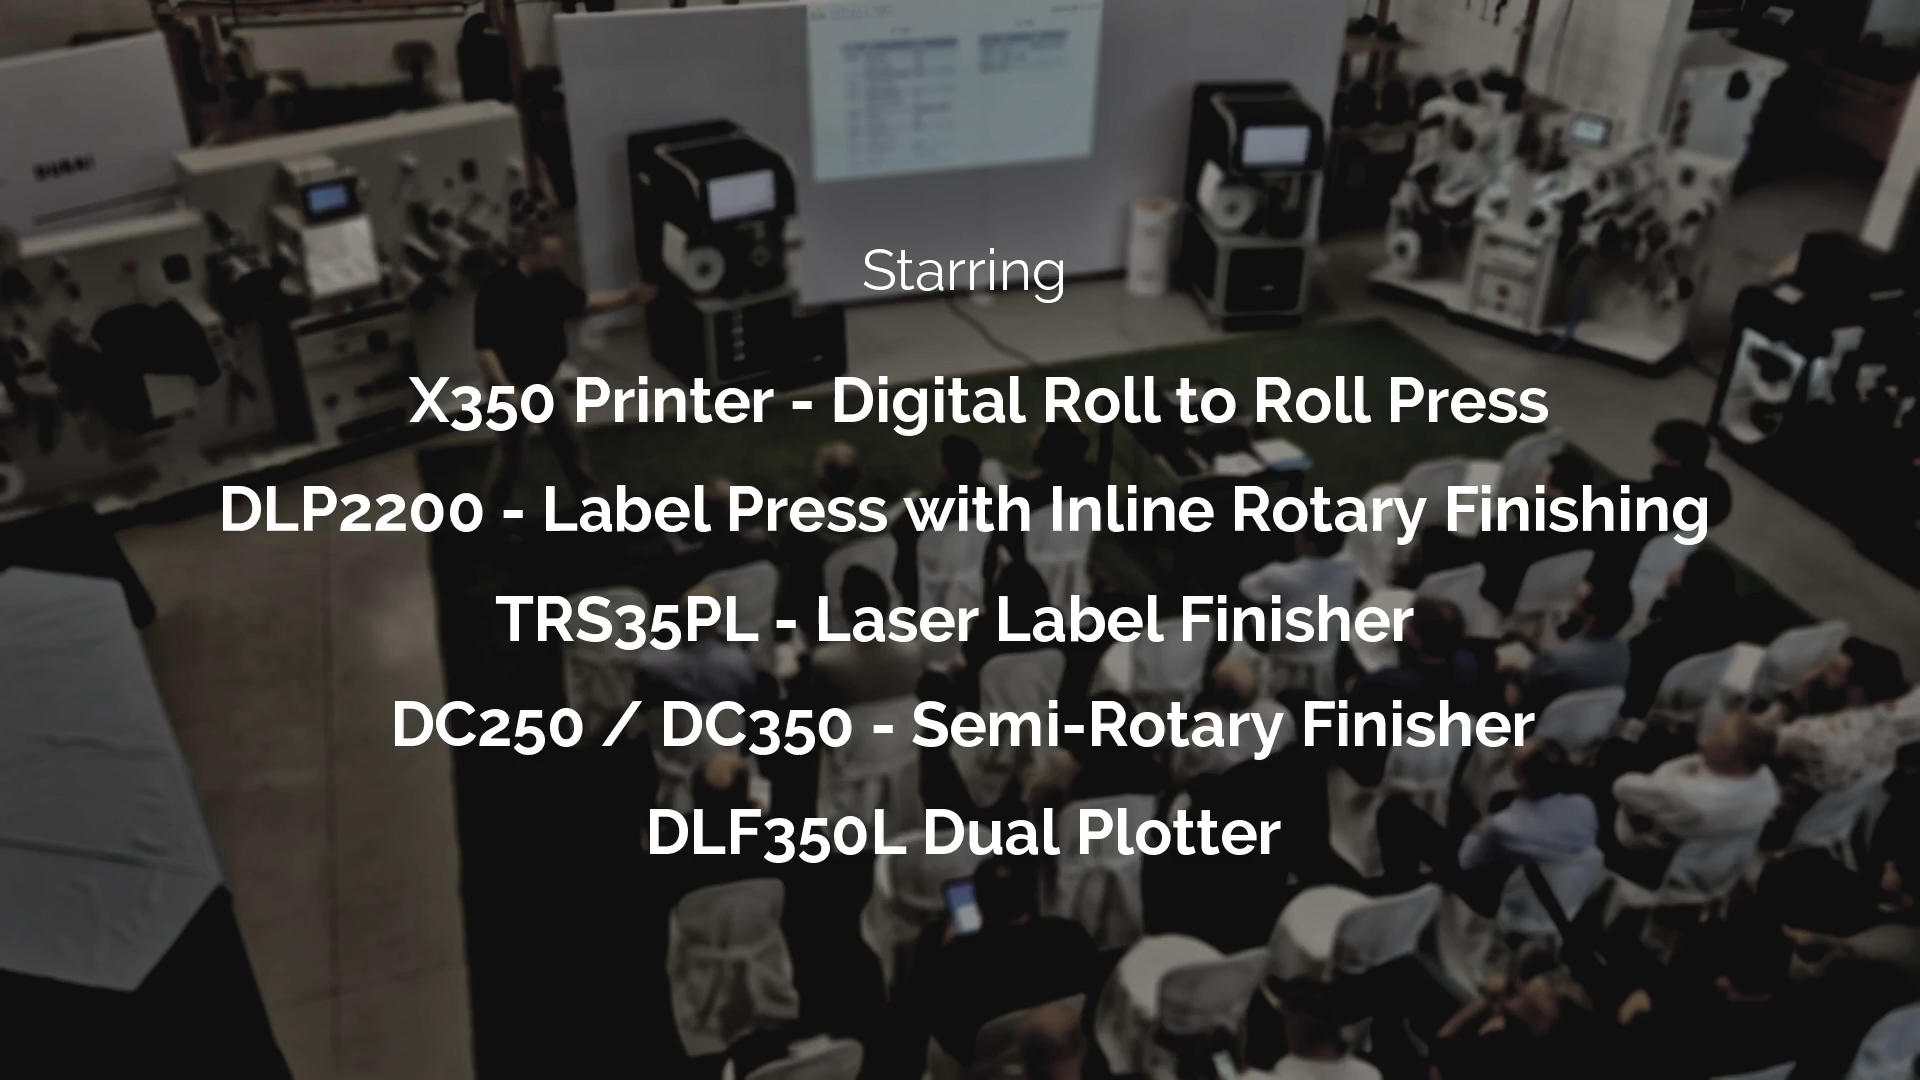 DUBAI
Starring
X350 Printer - Digital Roll to Roll Press
DLP2200 - Label Press with Inline Rotary Finishing
TRS35PL - Laser Label Finisher
DC250 / DC350 - Semi-Rotary Finisher
DLF350L Dual Plotter